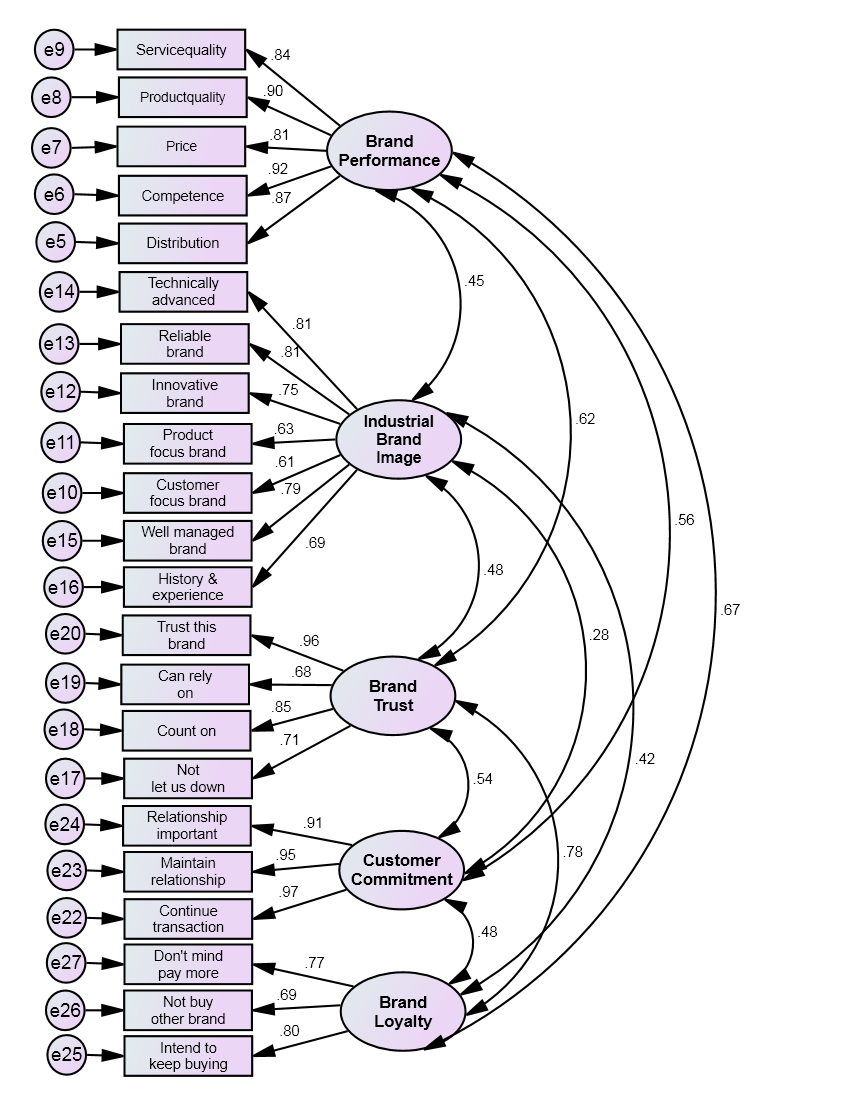 e9
Servicequality
.84
e8
Productquality
.90
e7
Price
.81
e6
Competence
.92
e5
Distribution
.87
Brand
Performance
e14
Technically
advanced
.81
e13
Reliable
brand
.81
e12
Innovative
brand
.75
e11
Product
focus brand
.63
e10
Customer
focus brand
.61
e15
Well managed
brand
.79
e16
History &
experience
.69
Industrial
Brand
Image
e20
Trust this
brand
.96
e19
Can rely
on
.68
e18
Count on
.85
e17
Not
let us down
.71
Brand
Trust
e24
Relationship
important
.91
e23
Maintain
relationship
.95
e22
Continue
transaction
.97
Customer
Commitment
e27
Don't mind
pay more
.77
e26
Not buy
other brand
.69
e25
Intend to
keep buying
.80
Brand
Loyalty
.45
.62
.56
.67
.48
.28
.42
.54
.78
.48